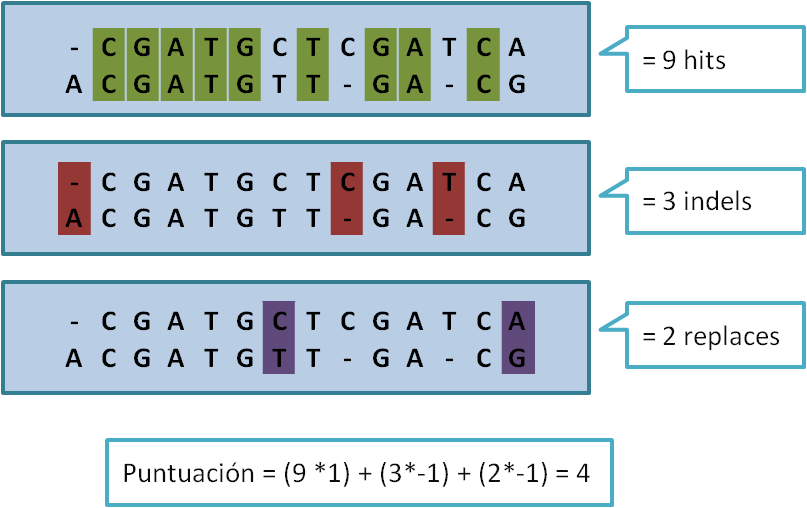 - C G A T G C T C G A T C A
A C G A T G T T - G A - C G
= 9 hits
- C G A T G C T C G A T C A
A C G A T G T T - G A - C G
= 3 indels
- C G A T G C T C G A T C A
A C G A T G T T - G A - C G
= 2 replaces
Puntuación = (9 *1) + (3*-1) + (2*-1) = 4